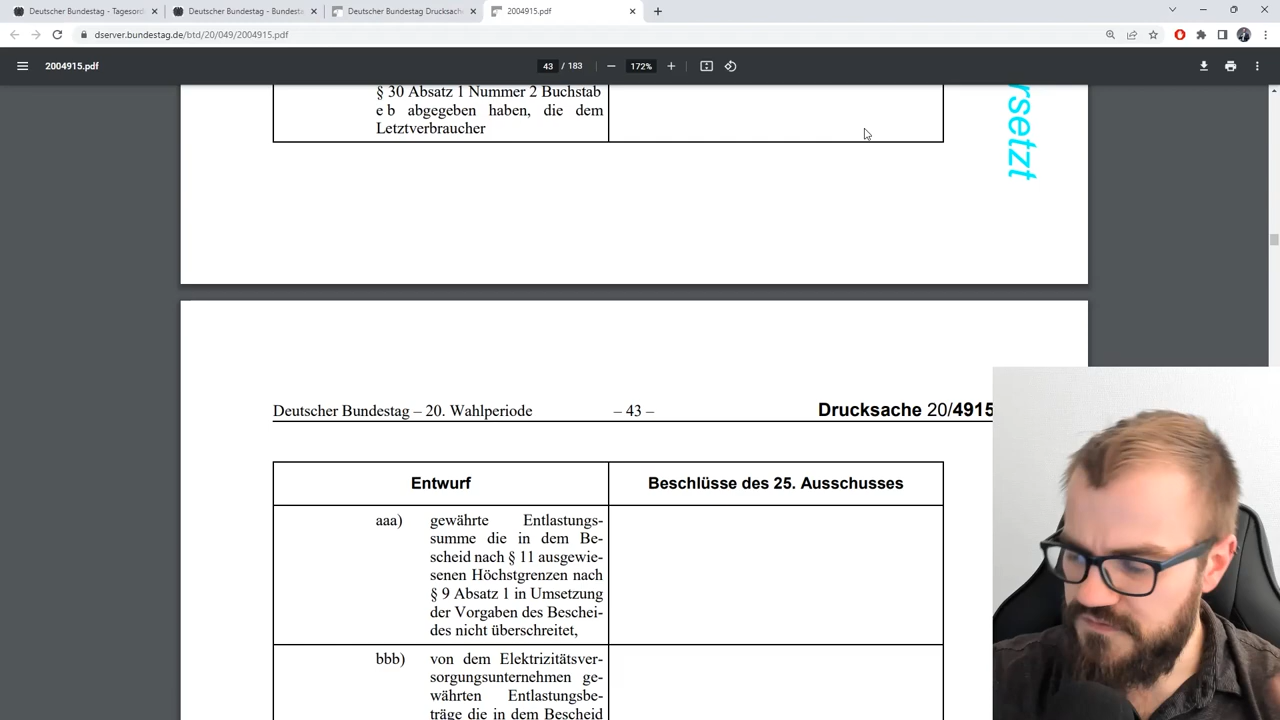 Deutscher Bundestag - Tagesord
Deutscher Bundestag - Bundesta
Deutscher Bundestag Drucksache
2004915.pdf
dserver.bundestag.de/btd/20/049/2004915.pdf
2004915.pdf
43 / 183
172%
§ 30 Absatz 1 Nummer 2 Buchstab
e b abgegeben haben, die dem
Letztverbraucher
rsetzt
Deutscher Bundestag – 20. Wahlperiode – 43 – Drucksache 20/4915
Entwurf
Beschlüsse des 25. Ausschusses
aaa) gewährte Entlastungs-
summe die in dem Be-
scheid nach § 11 ausgewie-
senen Höchstgrenzen nach
§ 9 Absatz 1 in Umsetzung
der Vorgaben des Beschei-
des nicht überschreitet,
bbb) von dem Elektrizitätsver-
sorgungsunternehmen ge-
währten Entlastungsbe-
träge die in dem Bescheid